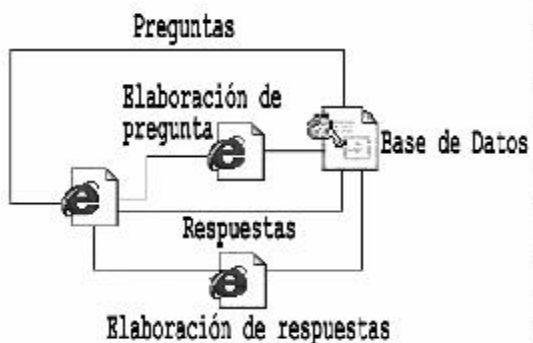 Preguntas
Elaboración de
pregunta
Base de Datos
Respuestas
Elaboración de respuestas